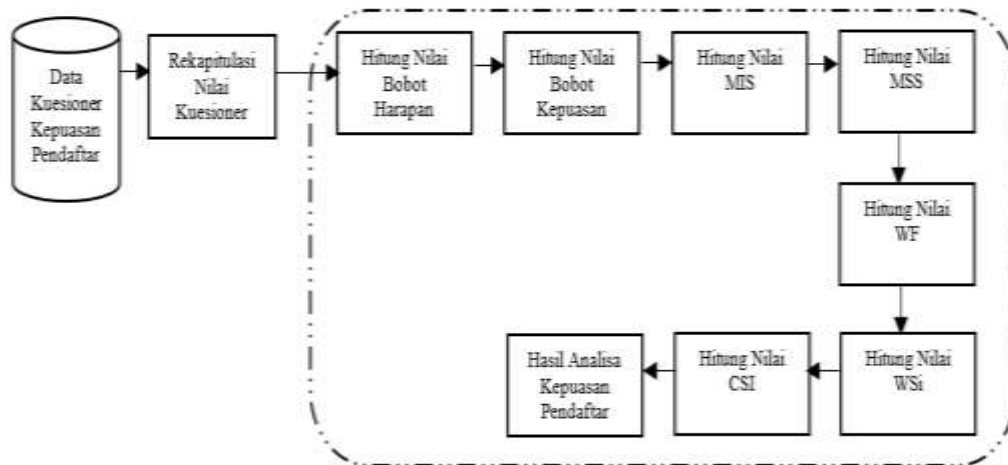 Data
Kuesioner
Kepuasan
Pendaftar
Rekapitulasi
Nilai
Kuesioner
Hitung Nilai
Bobot
Harapan
Hitung Nilai
Bobot
Kepuasan
Hitung Nilai
MIS
Hitung Nilai
MSS
Hitung Nilai
WF
Hitung Nilai
WSi
Hitung Nilai
CSI
Hasil Analisa
Kepuasan
Pendaftar